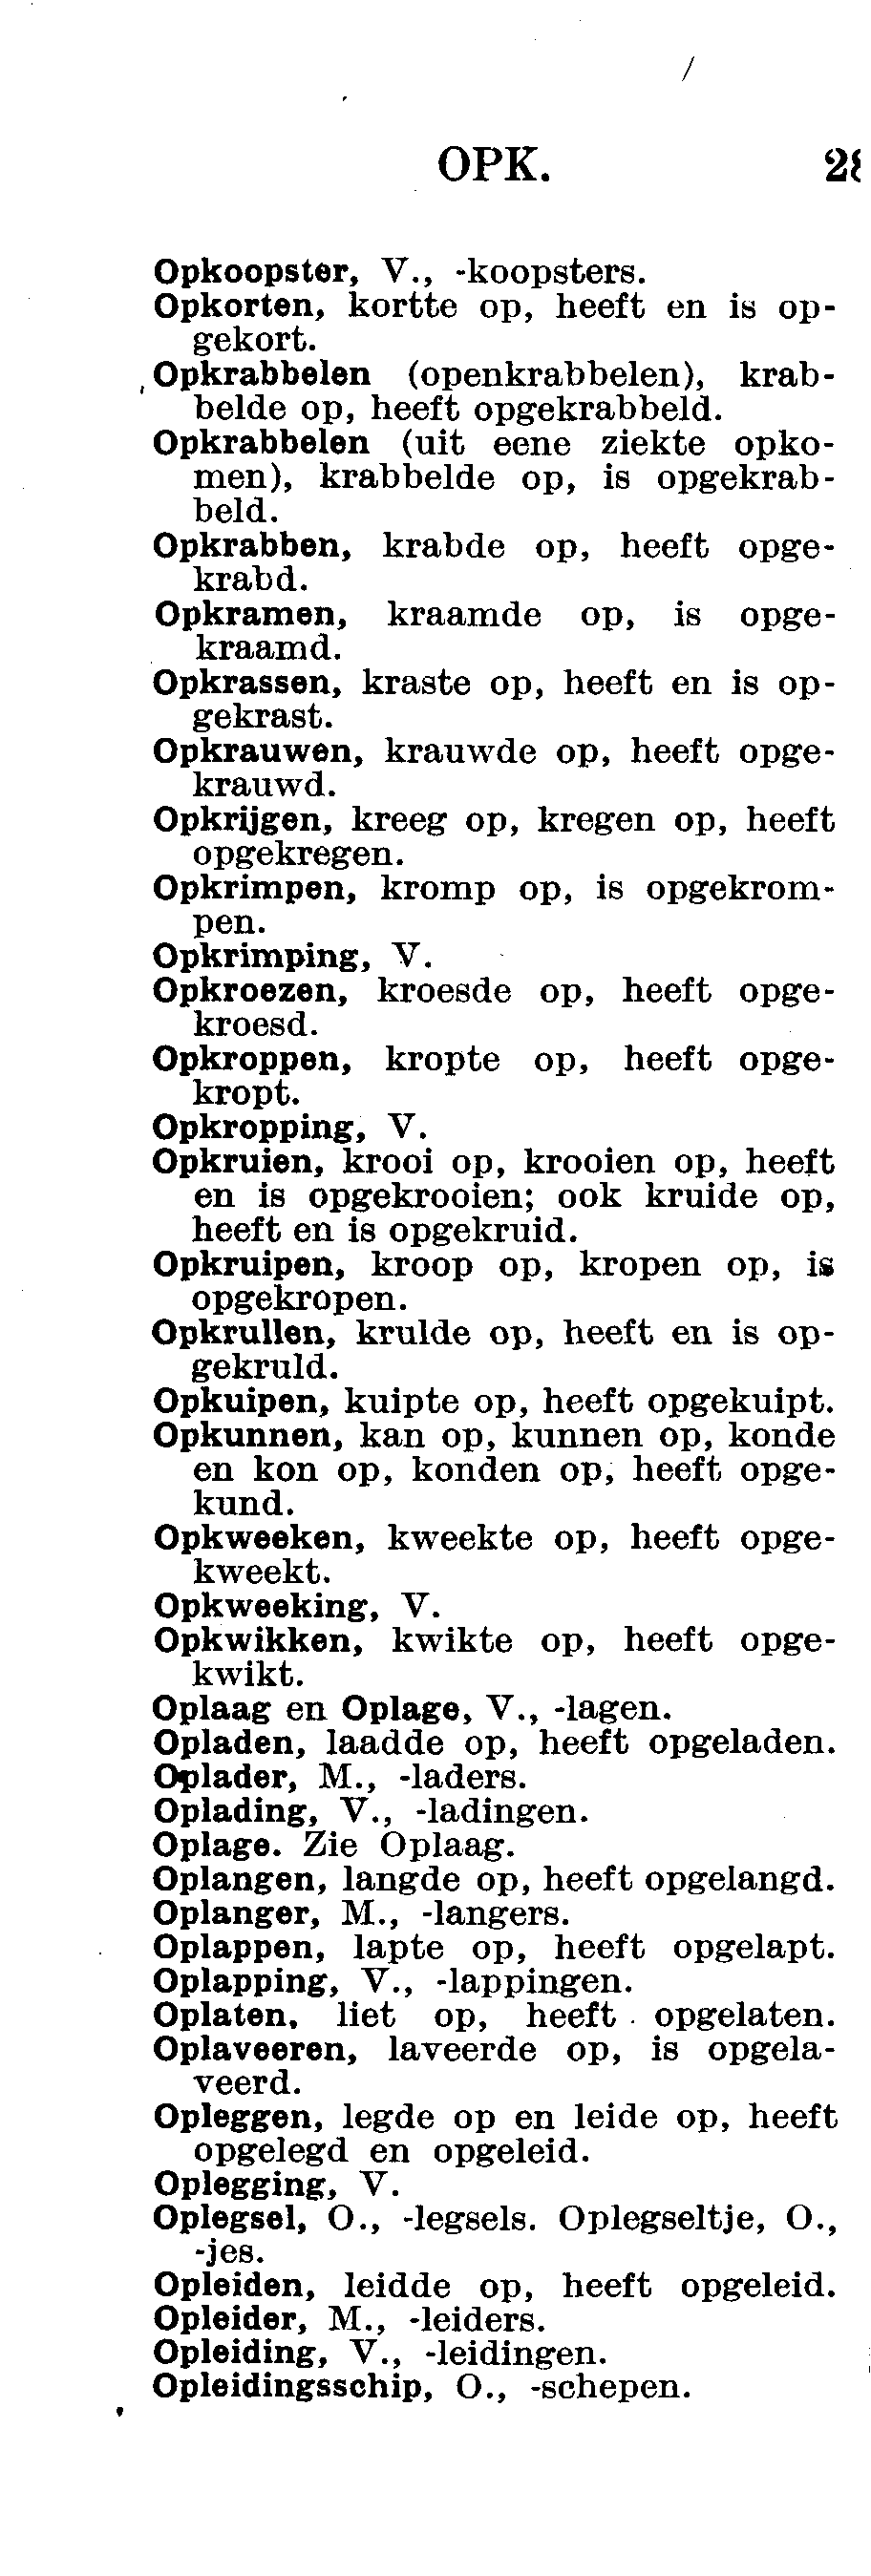 OPK.
Opkoopster, V., -koopsters.
Opkorten, kortte op, heeft en is op-
gekort.
Opkrabbelen (openkrabbelen), krab-
belde op, heeft opgekrabbeld.
Opkrabbelen (uit eene ziekte opko-
men), krabbelde op, is opgekrab-
beld.
Opkrabben, krabde op, heeft opge-
krabd.
Opkramen, kraamde op, is opge-
kraamd.
Opkrassen, kraste op, heeft en is op-
gekrast.
Opkrauwen, krauwde op, heeft opge-
krauwd.
Opkrijgen, kreeg op, kregen op, heeft
opgekregen.
Opkrimpen, kromp op, is opgekrom-
pen.
Opkrimping, V.
Opkroezen, kroesde op, heeft opge-
kroesd.
Opkroppen, kropte op, heeft opge-
kropt.
Opkropping, V.
Opkruien, krooi op, krooien op, heeft
en is opgekrooien; ook kruide op,
heeft en is opgekruid.
Opkruipen, kroop op, kropen op, is
opgekropen.
Opkrullen, krulde op, heeft en is op-
gekruld.
Opkuipen, kuipte op, heeft opgekuipt.
Opkunnen, kan op, kunnen op, konde
en kon op, konden op, heeft opge-
kund.
Opkweeken, kweekte op, heeft opge-
kweekt.
Opkweeking, V.
Opkwikken, kwikte op, heeft opge-
kwikt.
Oplaag en Oplage, V., -lagen.
Opladen, laadde op, heeft opgeladen.
Oplader, M., -laders.
Oplading, V., -ladingen.
Oplage. Zie Oplaag.
Oplangen, langde op, heeft opgelangd.
Oplanger, M., -langers.
Oplappen, lapte op, heeft opgelapt.
Oplapping, V., -lappingen.
Oplaten, liet op, heeft opgelaten.
Oplaveeren, laveerde op, is opgela-
veerd.
Opleggen, legde op en leide op, heeft
opgelegd en opgeleid.
Oplegging, V.
Oplegsel, O., -legsels. Oplegseltje, O.,
-jes.
Opleiden, leidde op, heeft opgeleid.
Opleider, M., -leiders.
Opleiding, V., -leidingen.
Opleidingsschip, O., -schepen.